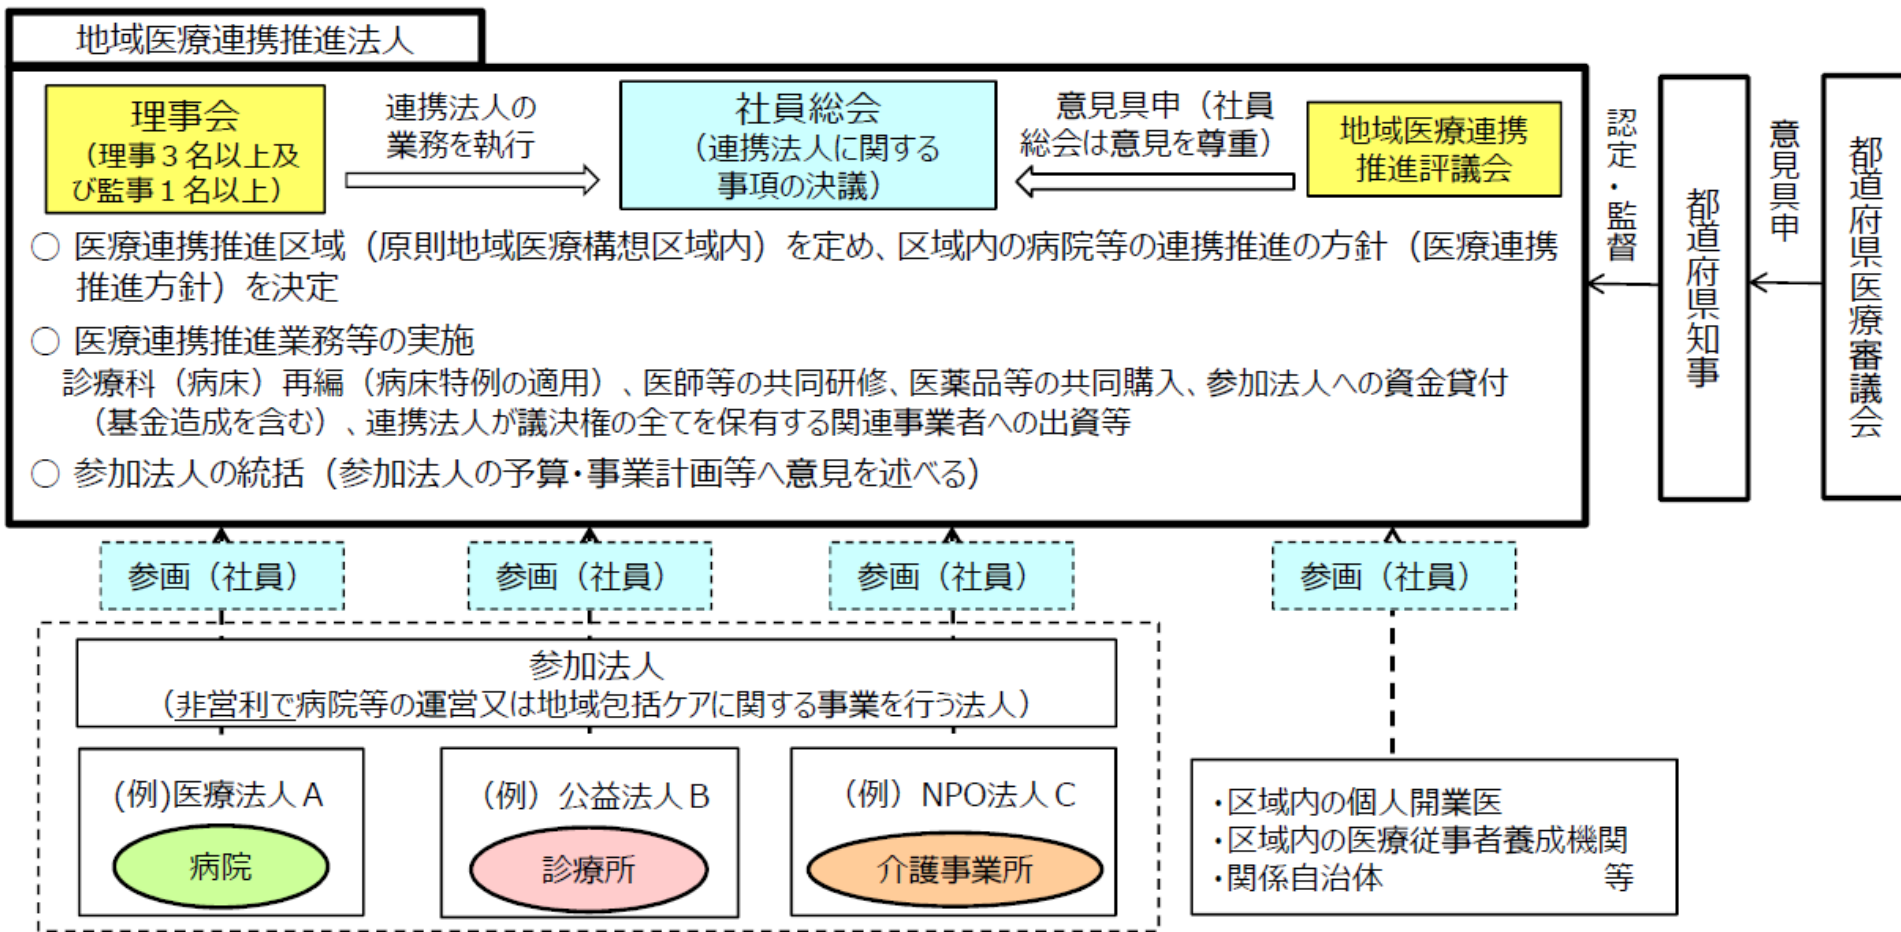 地域医療連携推進法人
理事会
（理事３名以上及
び監事１名以上）
連携法人の
業務を執行
社員総会
（連携法人に関する
事項の決議）
意見具申（社員
総会は意見を尊重）
地域医療連携
推進評議会
認定・監督
都道府県知事
意見具申
都道府県医療審議会
○ 医療連携推進区域（原則地域医療構想区域内）を定め、区域内の病院等の連携推進の方針（医療連携
推進方針）を決定
○ 医療連携推進業務等の実施
診療科（病床）再編（病床特例の適用）、医師等の共同研修、医薬品等の共同購入、参加法人への資金貸付
（基金造成を含む）、連携法人が議決権の全てを保有する関連事業者への出資等
○ 参加法人の統括（参加法人の予算・事業計画等へ意見を述べる）
参画（社員）
参画（社員）
参画（社員）
参画（社員）
参加法人
（非営利で病院等の運営又は地域包括ケアに関する事業を行う法人）
(例)医療法人Ａ
病院
（例）公益法人Ｂ
診療所
（例）NPO法人Ｃ
介護事業所
・区域内の個人開業医
・区域内の医療従事者養成機関
・関係自治体 等